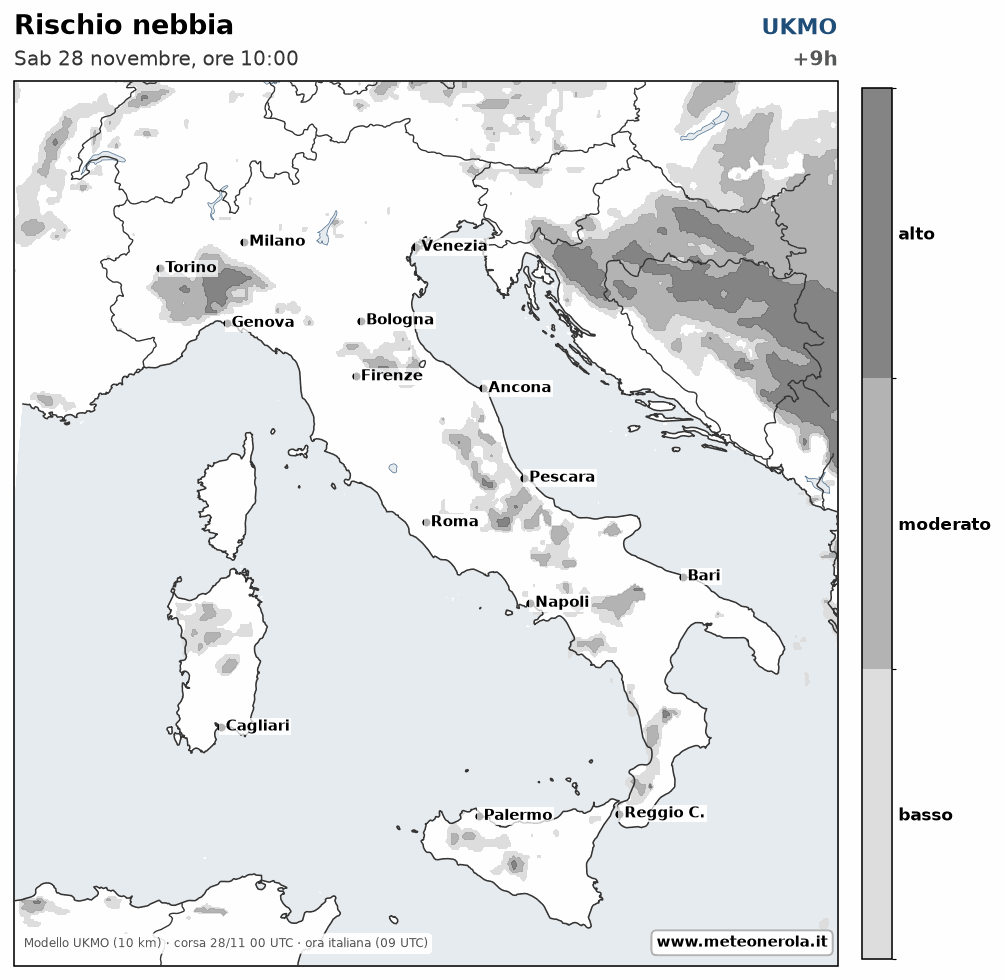 Rischio nebbia
UKMO
Sab 28 novembre, ore 10:00
+9h
Milano
Venezia
Torino
Genova
Bologna
Firenze
Ancona
Pescara
Roma
Bari
Napoli
Cagliari
Palermo
Reggio C.
alto
moderato
basso
Modello UKMO (10 km) · corsa 28/11 00 UTC · ora italiana (09 UTC)
www.meteonerola.it